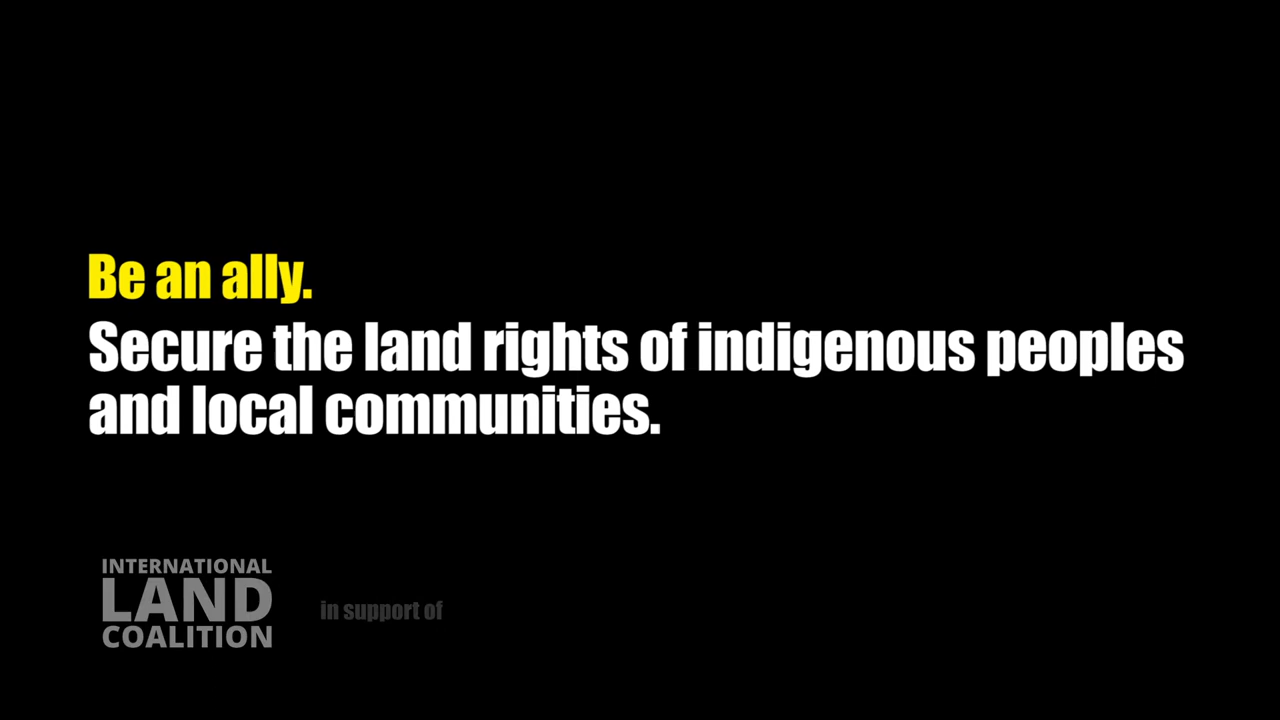 Be an ally.
Secure the land rights of indigenous peoples
and local communities.
INTERNATIONAL
LAND
COALITION
in support of